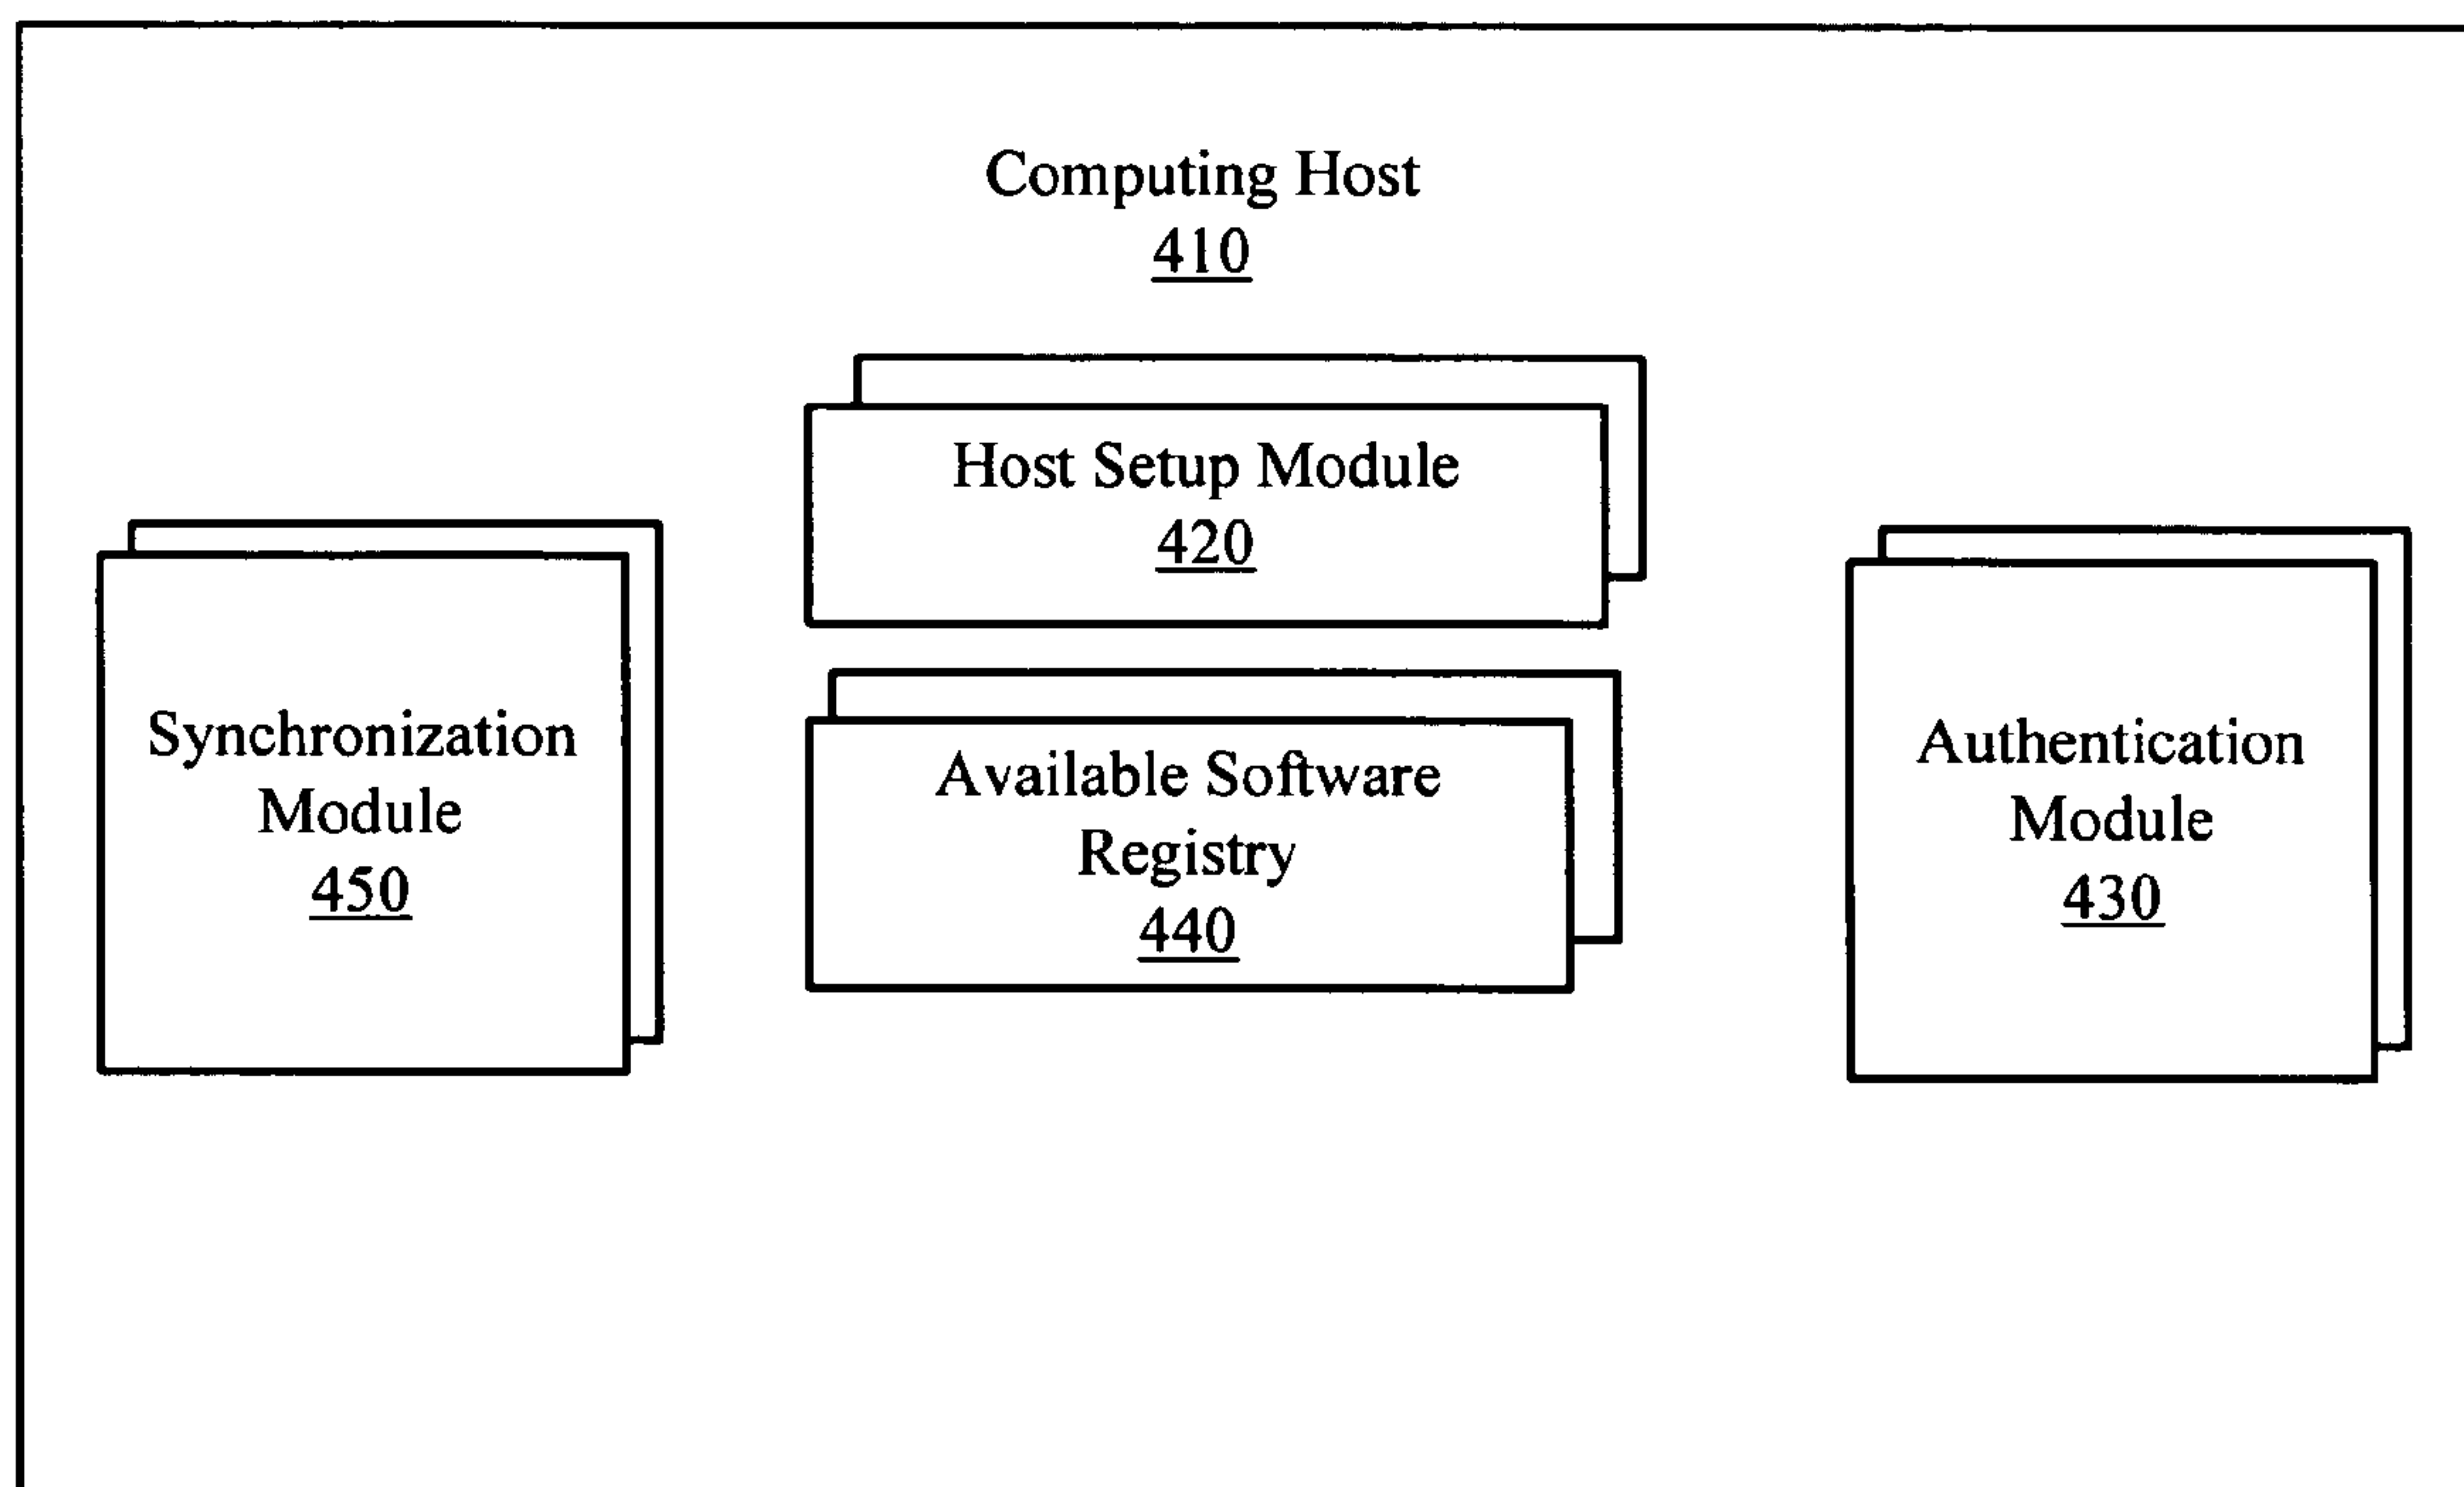 Computing Host
410
Host Setup Module
420
Synchronization
Module
450
Available Software
Registry
440
Authentication
Module
430